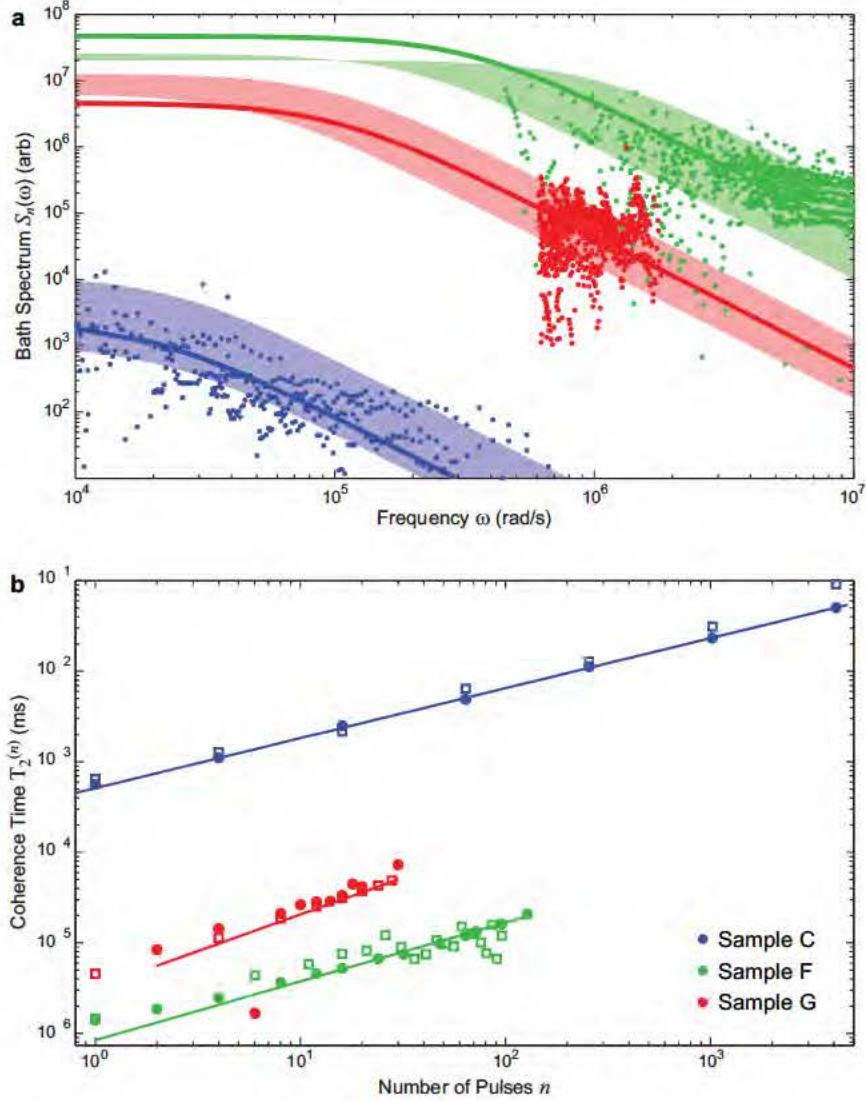 a
10^8
10^7
10^6
10^5
10^4
10^3
10^2
Bath Spectrum S_n(ω) (arb)
10^4
10^5
10^6
10^7
Frequency ω (rad/s)
b
10^1
10^2
10^3
10^4
10^5
10^6
Coherence Time T_2^(n) (ms)
Sample C
Sample F
Sample G
10^0
10^1
10^2
10^3
Number of Pulses n